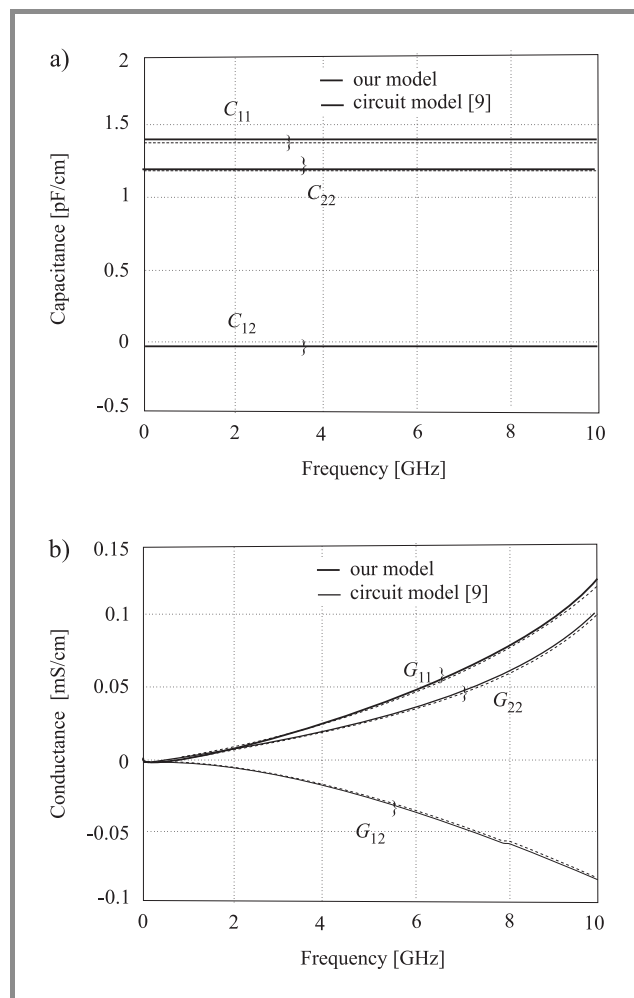 a)
2
our model
circuit model [9]
C11
1.5
1
C22
0.5
C12
0
-0.5
0 2 4 6 8 10
Capacitance [pF/cm]
Frequency [GHz]
b)
0.15
our model
circuit model [9]
0.1
G11
0.05
G22
0
-0.05
G12
-0.1
0 2 4 6 8 10
Conductance [mS/cm]
Frequency [GHz]